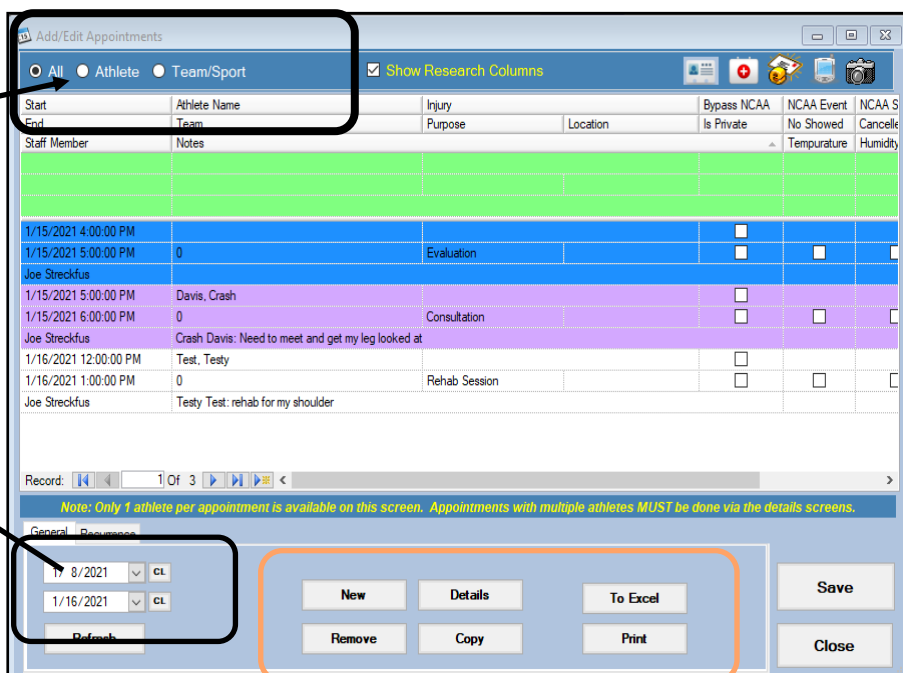 Add/Edit Appointments
All Athlete Team/Sport Show Research Columns
Start Athlete Name Injury Bypass NCAA NCAA Event NCAA S
End Team Purpose Location Is Private No Showed Cancelle
Staff Member Notes Tempurature Humidity
1/15/2021 4:00:00 PM
1/15/2021 5:00:00 PM 0 Evaluation
Joe Streckfus
1/15/2021 5:00:00 PM Davis, Crash
1/15/2021 6:00:00 PM 0 Consultation
Joe Streckfus Crash Davis: Need to meet and get my leg looked at
1/16/2021 12:00:00 PM Test, Testy
1/16/2021 1:00:00 PM 0 Rehab Session
Joe Streckfus Testy Test: rehab for my shoulder
Record: 1 Of 3
Note: Only 1 athlete per appointment is available on this screen. Appointments with multiple athletes MUST be done via the details screens.
General Recurrence
1/ 8/2021 CL
1/16/2021 CL
Refresh
New Details To Excel
Remove Copy Print
Save
Close